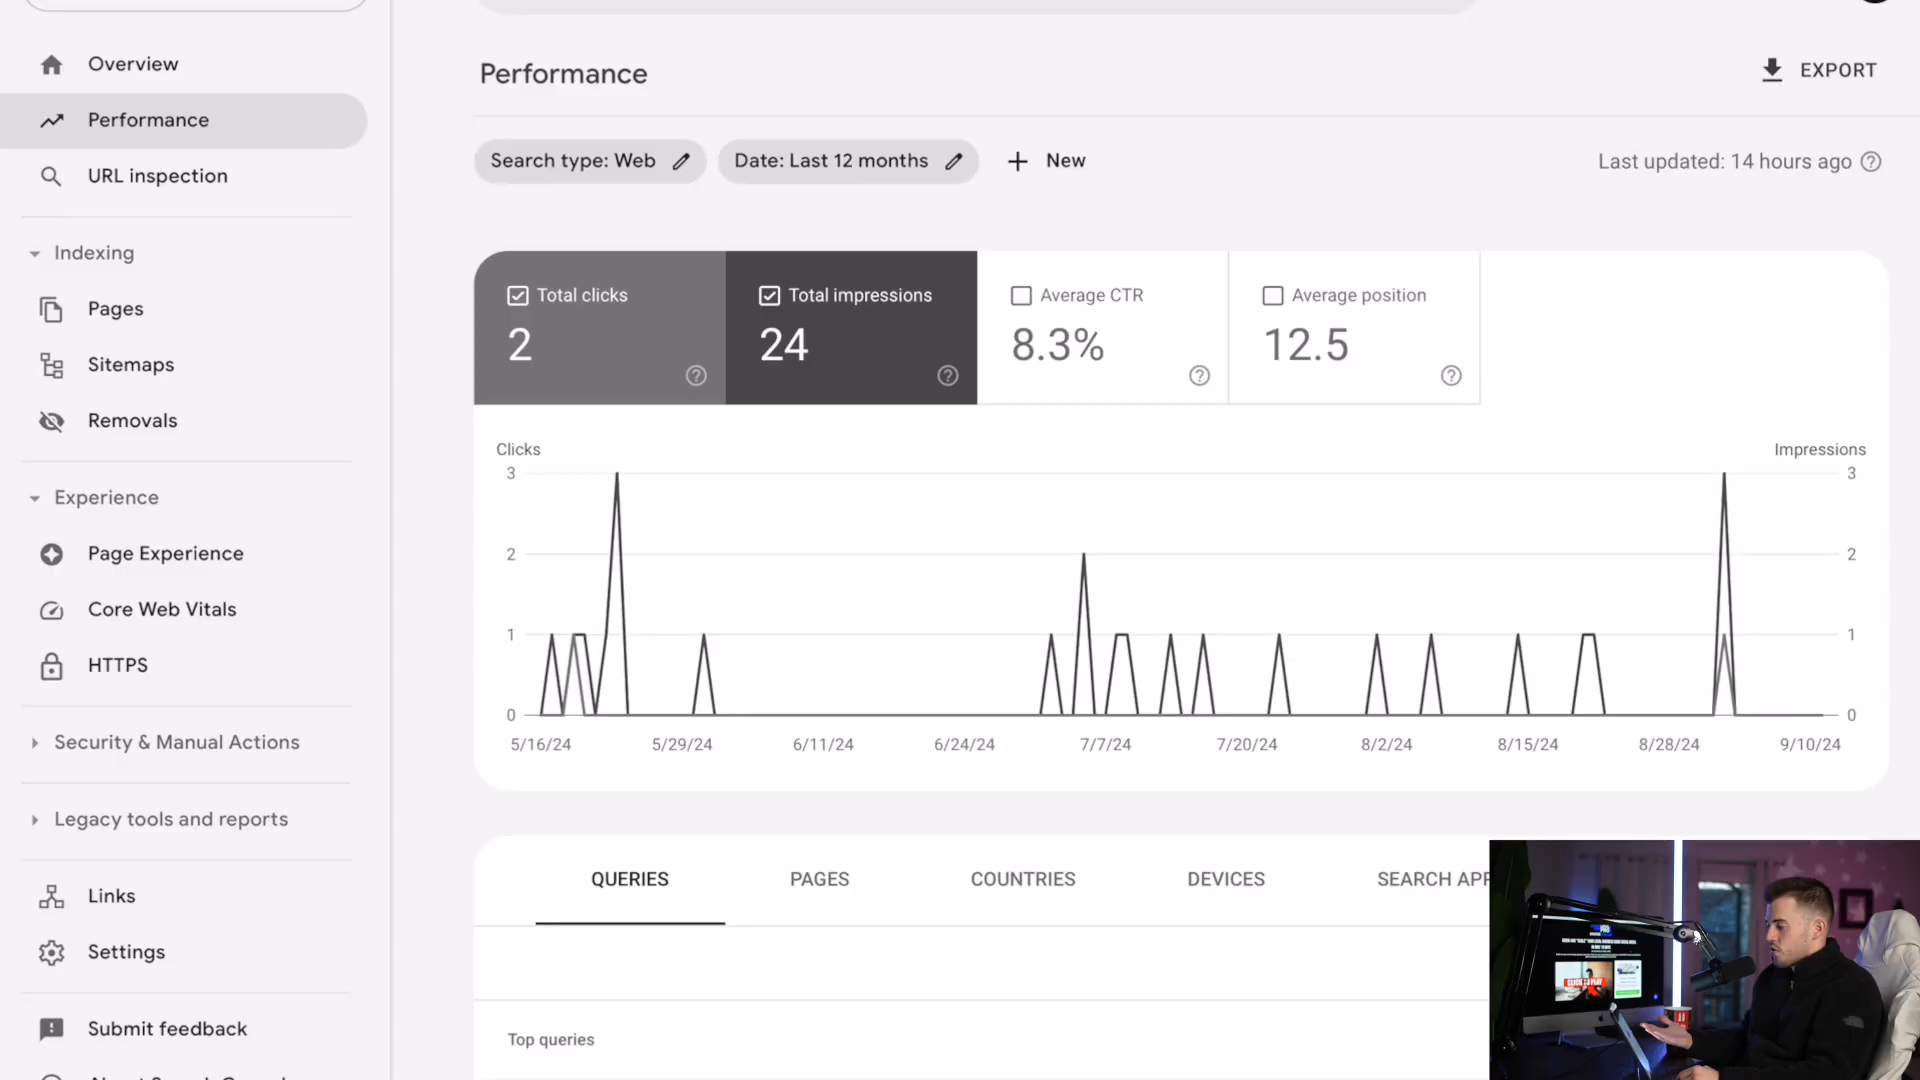 Overview
Performance
URL inspection
Indexing
Pages
Sitemaps
Removals
Experience
Page Experience
Core Web Vitals
HTTPS
Security & Manual Actions
Legacy tools and reports
Links
Settings
Submit feedback
Performance
EXPORT
Search type: Web
Date: Last 12 months
New
Last updated: 14 hours ago
Total clicks
2
Total impressions
24
Average CTR
8.3%
Average position
12.5
Clicks
Impressions
3
3
2
2
1
1
0
0
5/16/24
5/29/24
6/11/24
6/24/24
7/7/24
7/20/24
8/2/24
8/15/24
8/28/24
9/10/24
QUERIES
PAGES
COUNTRIES
DEVICES
SEARCH APP
Top queries